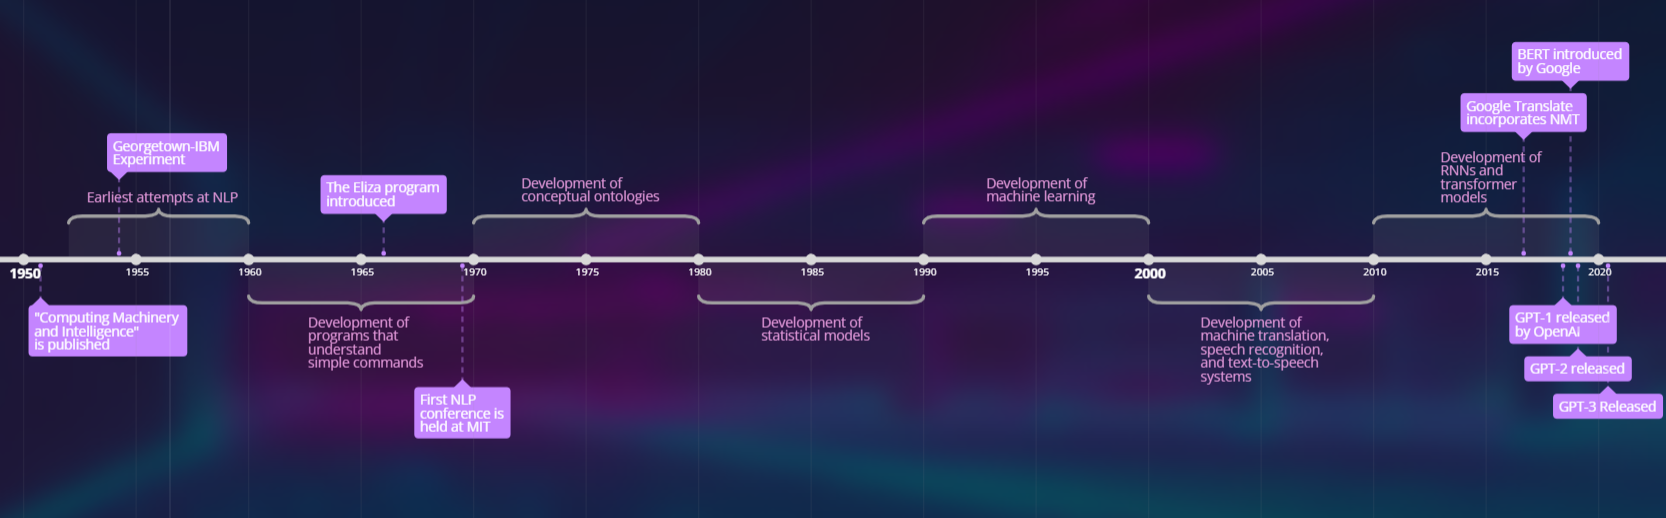 BERT introduced
by Google
Google Translate
incorporates NMT
Georgetown-IBM
Experiment
Earliest attempts at NLP
The Eliza program
introduced
Development of
conceptual ontologies
Development of
machine learning
Development of
RNNs and
transformer
models
1950
1955
1960
1965
1970
1975
1980
1985
1990
1995
2000
2005
2010
2015
2020
"Computing Machinery
and Intelligence"
is published
Development of
programs that
understand
simple commands
First NLP
conference is
held at MIT
Development of
statistical models
Development of
machine translation,
speech recognition,
and text-to-speech
systems
GPT-1 released
by OpenAi
GPT-2 released
GPT-3 Released